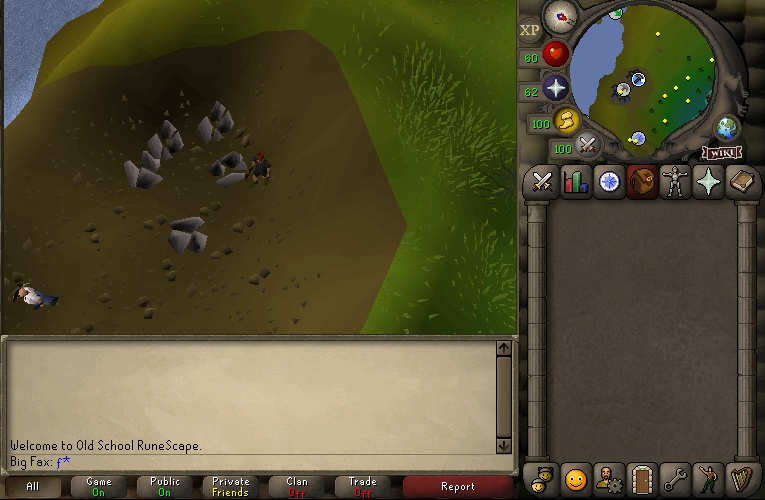 XP
60
62
100
100
WIKI
Welcome to Old School RuneScape.
Big Fax: f*
All
Game
On
Public
On
Private
Friends
Clan
Off
Trade
Off
Report